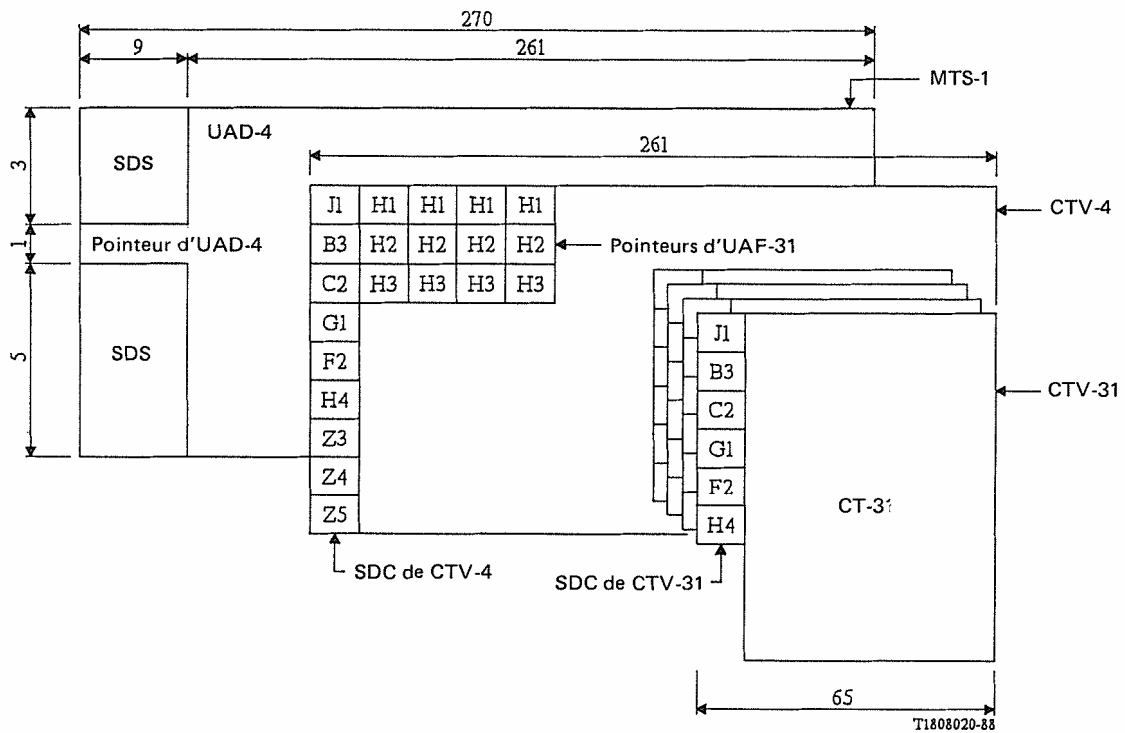 270
9 261
MTS-1
UAD-4
261
3
SDS
J1 H1 H1 H1 H1
CTV-4
1
Pointeur d'UAD-4
B3 H2 H2 H2 H2
Pointeurs d'UAF-31
C2 H3 H3 H3 H3
G1
J1
5
SDS
F2
B3
CTV-31
H4
C2
Z3
G1
Z4
F2
CT-31
Z5
H4
SDC de CTV-4
SDC de CTV-31
65
T1808020-88